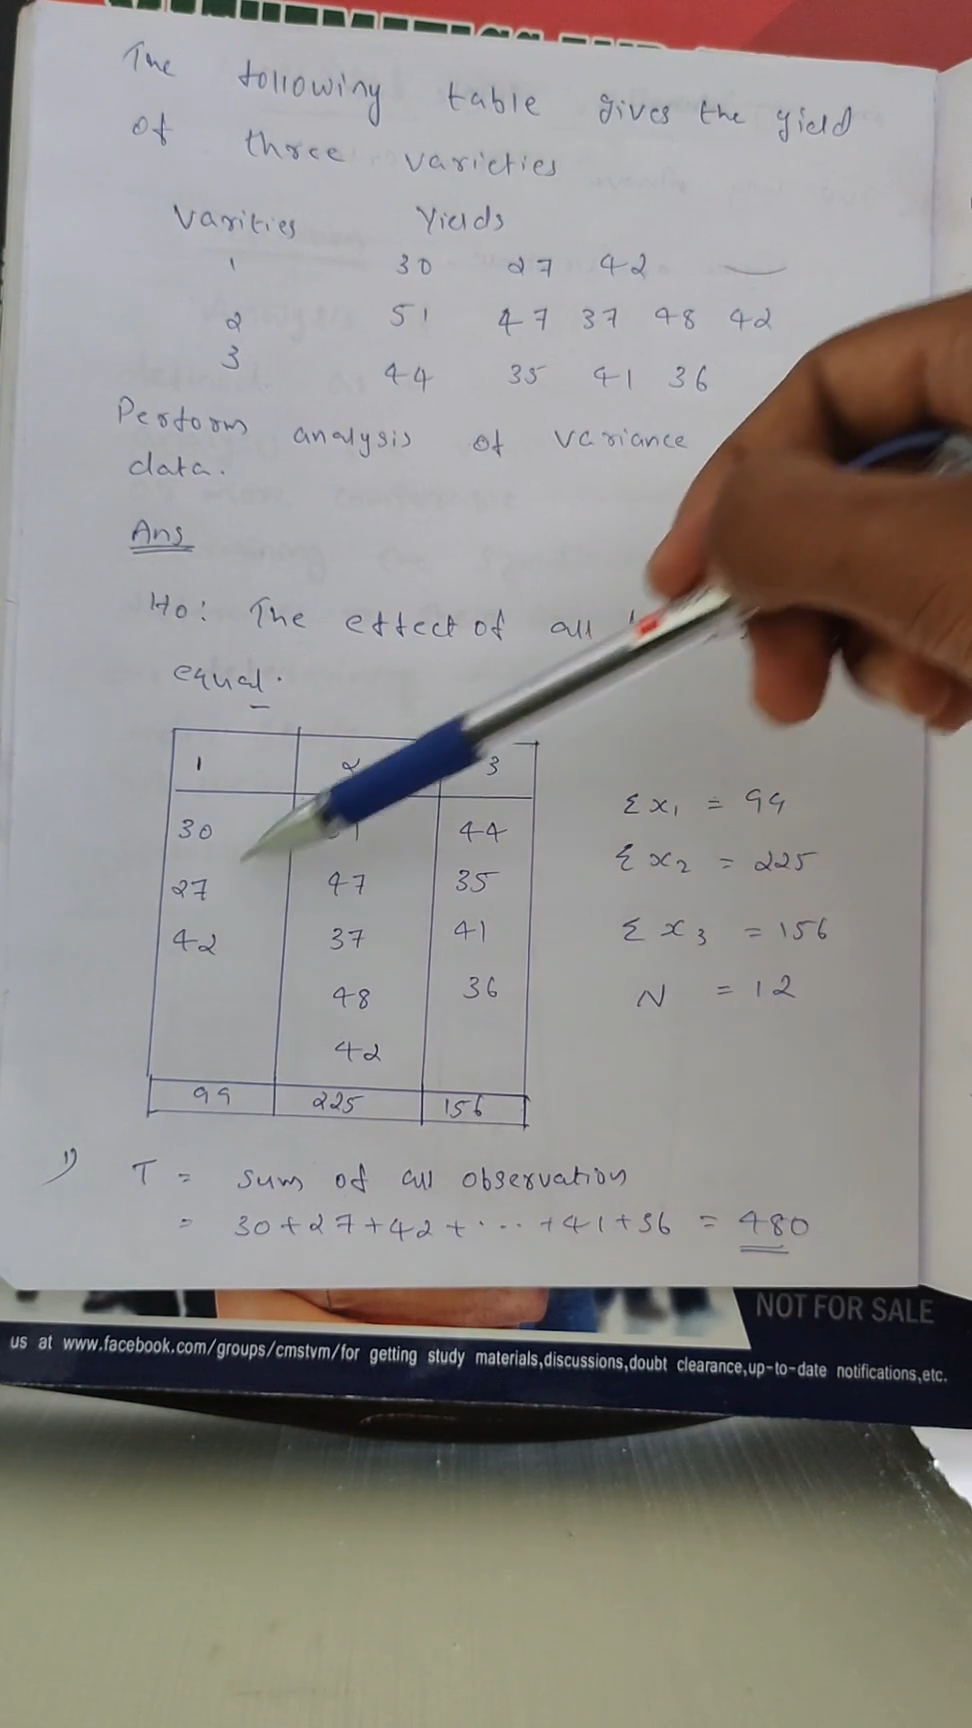 The following table gives the yield
of three varieties
Varities Yields
1 30 27 42 —
2 51 47 37 48 42
3 44 35 41 36
Perform analysis of variance
data.
Ans
Ho: The effect of all
equal.
1 2 3
30 44
27 47 35
42 37 41
48 36
42
99 225 156
Σx1 = 99
Σx2 = 225
Σx3 = 156
N = 12
1) T = sum of all observation
= 30+27+42+....+41+36 = 480
NOT FOR SALE
us at www.facebook.com/groups/cmstvm/for getting study materials,discussions,doubt clearance,up-to-date notifications,etc.